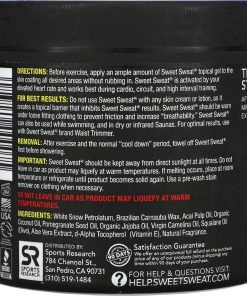 DIRECTIONS: Before exercise, apply an ample amount of Sweet Sweat® topical gel to the
skin coating all desired areas without rubbing in. Sweet Sweat® is activated by your
elevated heart rate and works best during cardio, circuit, and high interval training.
FOR BEST RESULTS: Do not use Sweet Sweat® with any skin cream or lotion, as it
creates a topical barrier that inhibits Sweet Sweat® results. Sweet Sweat® should be worn
under loose fitting clothing to prevent friction and increase "breathability." Sweet Sweat®
can also be used while swimming, and in dry or infrared Saunas. For optimal results, use
with Sweet Sweat® brand Waist Trimmer.
REMOVAL: After exercise and the normal "cool down" period, towel off Sweet Sweat®
first before showering.
IMPORTANT: Sweet Sweat® should be kept away from direct sunlight at all times. Do not
leave in car as product may liquefy at warm temperatures. If melting occurs, place at room
temperature or refrigerate until product becomes solid again. Use a pre-wash stain
remover on clothing when necessary.
DO NOT LEAVE IN CAR AS PRODUCT MAY LIQUEFY AT WARM
TEMPERATURES.
INGREDIENTS: White Snow Petrolatum, Brazilian Carnauba Wax, Acai Pulp Oil, Organic
Coconut Oil, Pomegranate Seed Oil, Organic Jojoba Oil, Virgin Camelina Oil, Squalane
(Olive), Aloe Vera Extract, d-Alpha Tocopherol (Vitamin E), Natural Fragrance.
USA
BBB
SR
SPORTS
RESEARCH
DISTRIBUTED BY:
Sports Research
784 Channel St.,
San Pedro, CA 90731
(310) 519-1484
Satisfaction Guarantee
HELP.SWEETSWEAT.COM